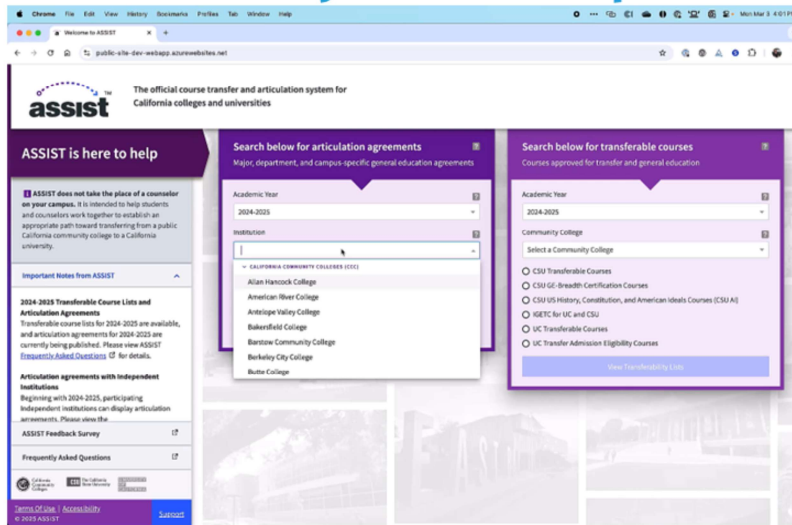 Chrome File Edit View History Bookmarks Profiles Tab Window Help
Mon Mar 3 4:01 P
Welcome to ASSIST
public-site-dev-webapp.azurewebsites.net
assist
TM
The official course transfer and articulation system for
California colleges and universities
ASSIST is here to help
ASSIST does not take the place of a counselor
on your campus. It is intended to help students
and counselors work together to establish an
appropriate path toward transferring from a public
California community college to a California
university.
Important Notes from ASSIST
2024-2025 Transferable Course Lists and
Articulation Agreements
Transferable course lists for 2024-2025 are available,
and articulation agreements for 2024-2025 are
currently being published. Please view ASSIST
Frequently Asked Questions for details.
Articulation agreements with Independent
Institutions
Beginning with 2024-2025, participating
Independent institutions can display articulation
agreements. Please view the
ASSIST Feedback Survey
Frequently Asked Questions
California
Community
Colleges
CSU The California
State University
Terms Of Use | Accessibility
© 2025 ASSIST
Support
Search below for articulation agreements
Major, department, and campus-specific general education agreements
Academic Year
2024-2025
Institution
CALIFORNIA COMMUNITY COLLEGES (CCC)
Allan Hancock College
American River College
Antelope Valley College
Bakersfield College
Barstow Community College
Berkeley City College
Butte College
Search below for transferable courses
Courses approved for transfer and general education
Academic Year
2024-2025
Community College
Select a Community College
CSU Transferable Courses
CSU GE-Breadth Certification Courses
CSU US History, Constitution, and American Ideals Courses (CSU AI)
IGETC for UC and CSU
UC Transferable Courses
UC Transfer Admission Eligibility Courses
View Transferability Lists